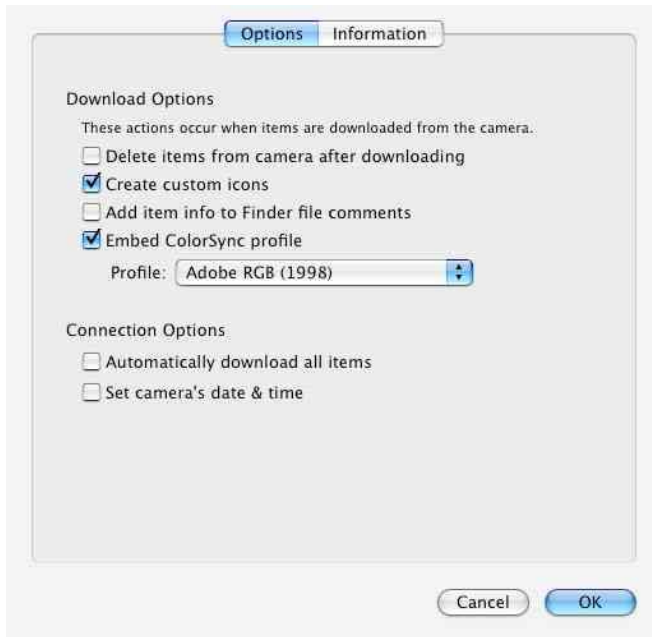 Options Information
Download Options
These actions occur when items are downloaded from the camera.
Delete items from camera after downloading
Create custom icons
Add item info to Finder file comments
Embed ColorSync profile
Profile: Adobe RGB (1998)
Connection Options
Automatically download all items
Set camera's date & time
Cancel OK